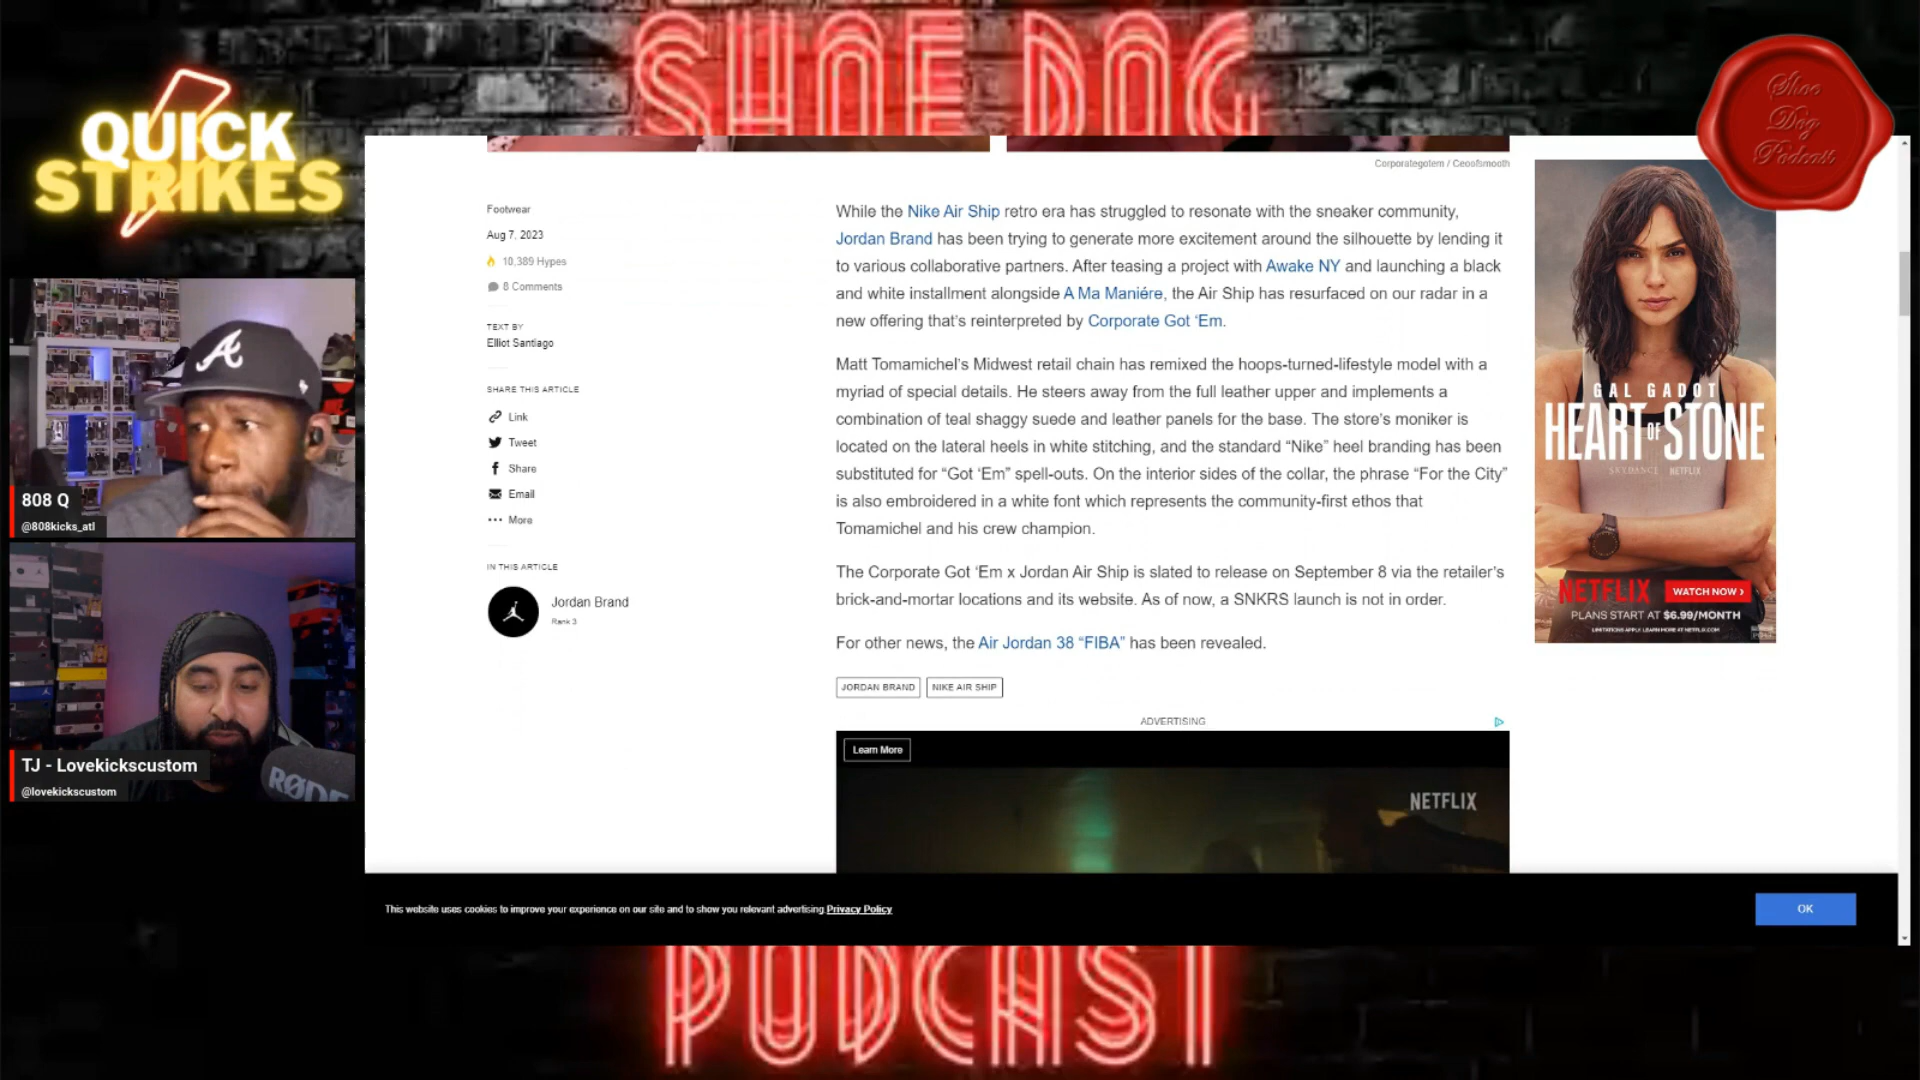 SHOE DOG
QUICK
STRIKES
Shoe
Dog
Podcast
Corporategotem / Ceoofsmooth
Footwear
Aug 7, 2023
10,389 Hypes
8 Comments
TEXT BY
Elliot Santiago
SHARE THIS ARTICLE
Link
Tweet
Share
Email
More
IN THIS ARTICLE
Jordan Brand
Rank 3
While the Nike Air Ship retro era has struggled to resonate with the sneaker community,
Jordan Brand has been trying to generate more excitement around the silhouette by lending it
to various collaborative partners. After teasing a project with Awake NY and launching a black
and white installment alongside A Ma Maniére, the Air Ship has resurfaced on our radar in a
new offering that’s reinterpreted by Corporate Got ‘Em.
Matt Tomamichel’s Midwest retail chain has remixed the hoops-turned-lifestyle model with a
myriad of special details. He steers away from the full leather upper and implements a
combination of teal shaggy suede and leather panels for the base. The store’s moniker is
located on the lateral heels in white stitching, and the standard “Nike” heel branding has been
substituted for “Got ‘Em” spell-outs. On the interior sides of the collar, the phrase “For the City”
is also embroidered in a white font which represents the community-first ethos that
Tomamichel and his crew champion.
The Corporate Got ‘Em x Jordan Air Ship is slated to release on September 8 via the retailer’s
brick-and-mortar locations and its website. As of now, a SNKRS launch is not in order.
For other news, the Air Jordan 38 “FIBA” has been revealed.
JORDAN BRAND
NIKE AIR SHIP
ADVERTISING
Learn More
NETFLIX
GAL GADOT
HEART OF STONE
SKYDANCE NETFLIX
NETFLIX
WATCH NOW
PLANS START AT $6.99/MONTH
LIMITATIONS APPLY. LEARN MORE AT NETFLIX.COM
A
808 Q
@808kicks_atl
TJ - Lovekickscustom
@lovekickscustom
RØDE
This website uses cookies to improve your experience on our site and to show you relevant advertising.Privacy Policy
OK
PODCAST